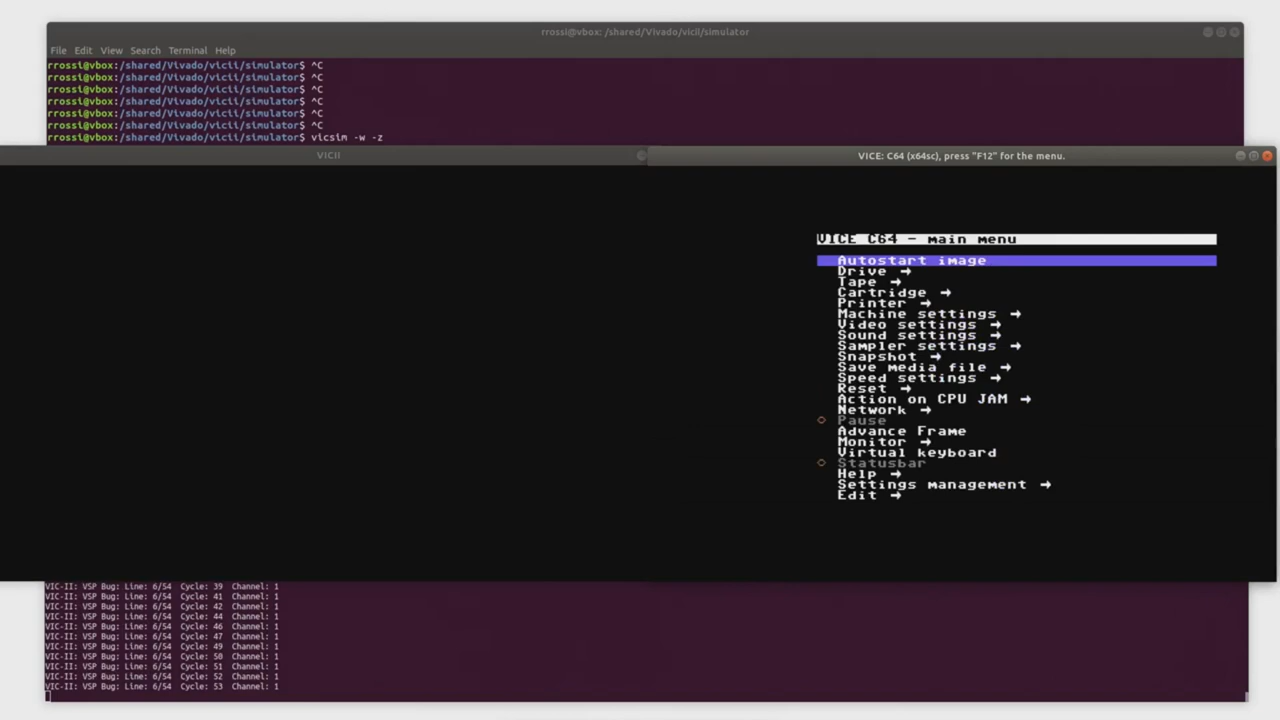 rrossi@vbox: /shared/Vivado/vicii/simulator
File Edit View Search Terminal Help
rrossi@vbox:/shared/Vivado/vicii/simulator$ ^C
rrossi@vbox:/shared/Vivado/vicii/simulator$ ^C
rrossi@vbox:/shared/Vivado/vicii/simulator$ ^C
rrossi@vbox:/shared/Vivado/vicii/simulator$ ^C
rrossi@vbox:/shared/Vivado/vicii/simulator$ ^C
rrossi@vbox:/shared/Vivado/vicii/simulator$ ^C
rrossi@vbox:/shared/Vivado/vicii/simulator$ vicsim -w -z
VICII
VICE: C64 (x64sc), press "F12" for the menu.
VICE C64 - main menu
Autostart image
Drive →
Tape →
Cartridge →
Printer →
Machine settings →
Video settings →
Sound settings →
Sampler settings →
Snapshot →
Save media file →
Speed settings →
Reset →
Action on CPU JAM →
Network →
Pause
Advance Frame
Monitor →
Virtual keyboard
Statusbar
Help →
Settings management →
Edit →
VIC-II: VSP Bug: Line: 6/54 Cycle: 39 Channel: 1
VIC-II: VSP Bug: Line: 6/54 Cycle: 41 Channel: 1
VIC-II: VSP Bug: Line: 6/54 Cycle: 42 Channel: 1
VIC-II: VSP Bug: Line: 6/54 Cycle: 44 Channel: 1
VIC-II: VSP Bug: Line: 6/54 Cycle: 46 Channel: 1
VIC-II: VSP Bug: Line: 6/54 Cycle: 47 Channel: 1
VIC-II: VSP Bug: Line: 6/54 Cycle: 49 Channel: 1
VIC-II: VSP Bug: Line: 6/54 Cycle: 50 Channel: 1
VIC-II: VSP Bug: Line: 6/54 Cycle: 51 Channel: 1
VIC-II: VSP Bug: Line: 6/54 Cycle: 52 Channel: 1
VIC-II: VSP Bug: Line: 6/54 Cycle: 53 Channel: 1